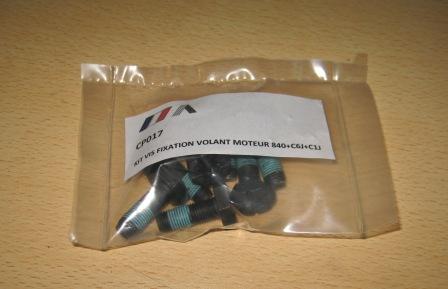 CP017
KIT VIS FIXATION VOLANT MOTEUR 840+C6J+C1J